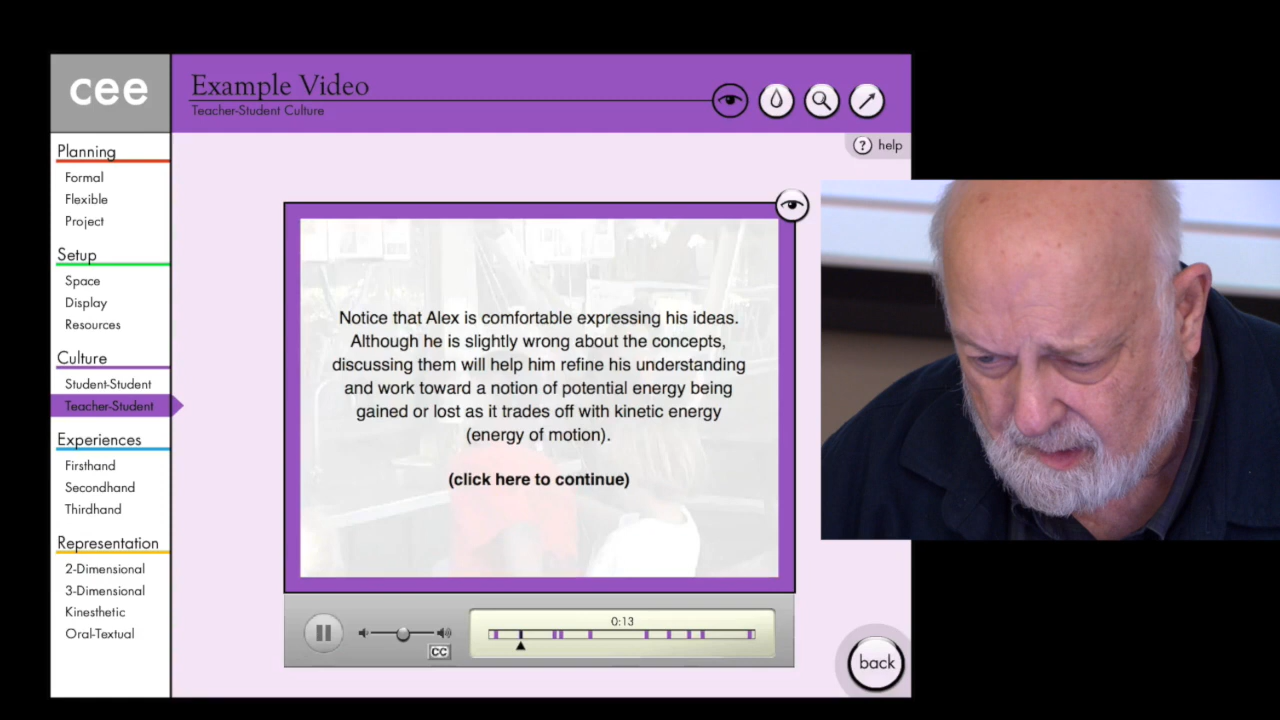 cee
Example Video
Teacher-Student Culture
? help
Planning
Formal
Flexible
Project
Setup
Space
Display
Resources
Culture
Student-Student
Teacher-Student
Experiences
Firsthand
Secondhand
Thirdhand
Representation
2-Dimensional
3-Dimensional
Kinesthetic
Oral-Textual
Notice that Alex is comfortable expressing his ideas.
Although he is slightly wrong about the concepts,
discussing them will help him refine his understanding
and work toward a notion of potential energy being
gained or lost as it trades off with kinetic energy
(energy of motion).
(click here to continue)
0:13
CC
back